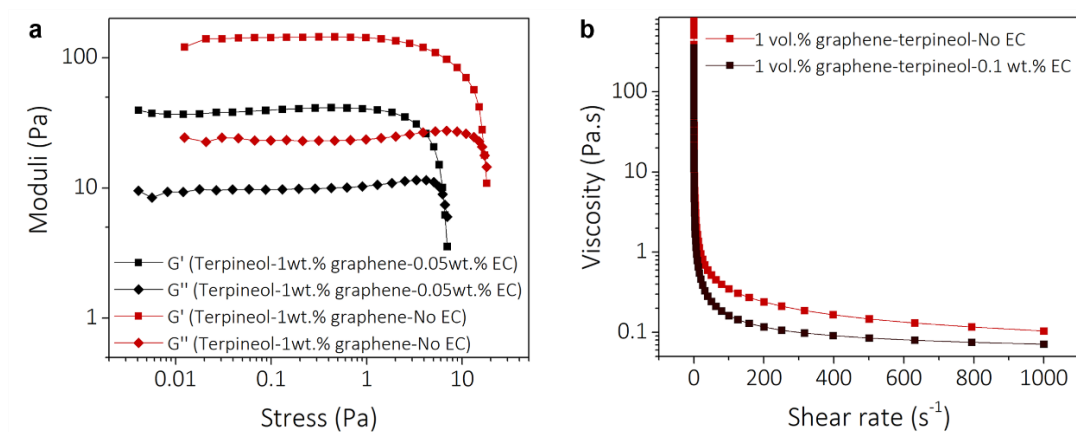 a
Moduli (Pa)
100
10
1
G' (Terpineol-1wt.% graphene-0.05wt.% EC)
G'' (Terpineol-1wt.% graphene-0.05wt.% EC)
G' (Terpineol-1wt.% graphene-No EC)
G'' (Terpineol-1wt.% graphene-No EC)
0.01 0.1 1 10
Stress (Pa)
b
Viscosity (Pa.s)
1 vol.% graphene-terpineol-No EC
1 vol.% graphene-terpineol-0.1 wt.% EC
100
10
1
0.1
0 200 400 600 800 1000
Shear rate (s⁻¹)